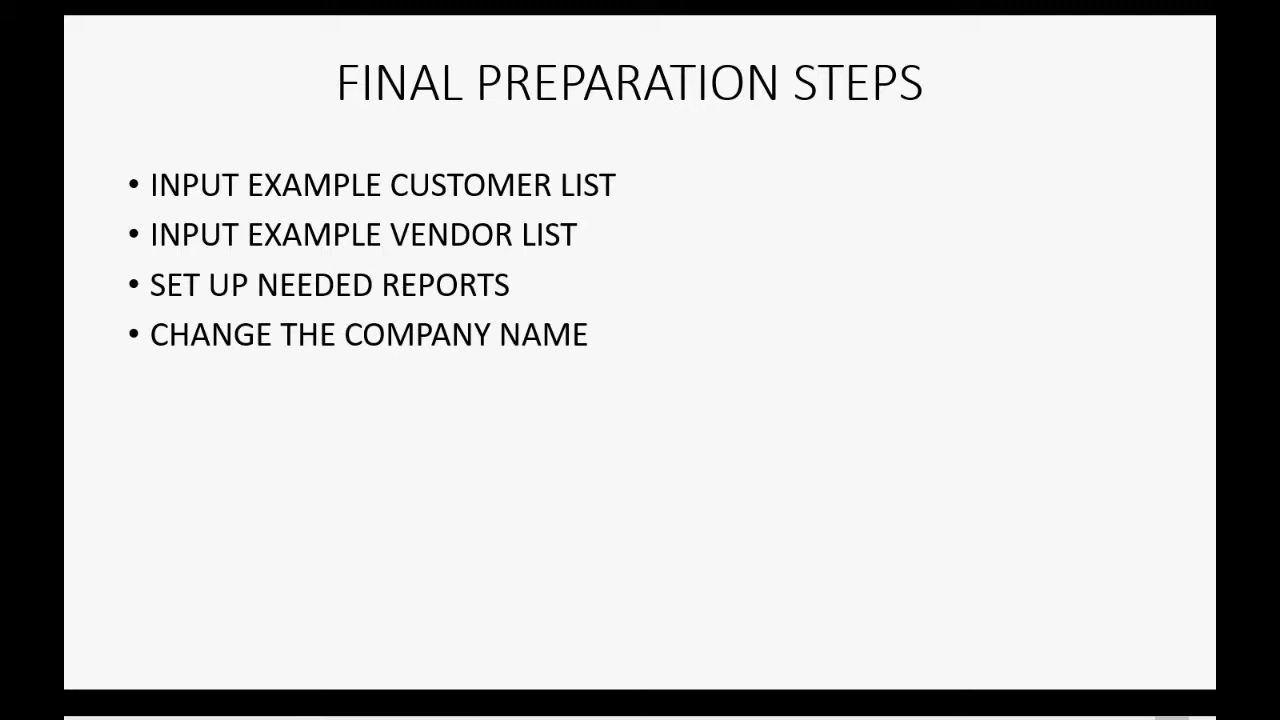 FINAL PREPARATION STEPS
• INPUT EXAMPLE CUSTOMER LIST
• INPUT EXAMPLE VENDOR LIST
• SET UP NEEDED REPORTS
• CHANGE THE COMPANY NAME